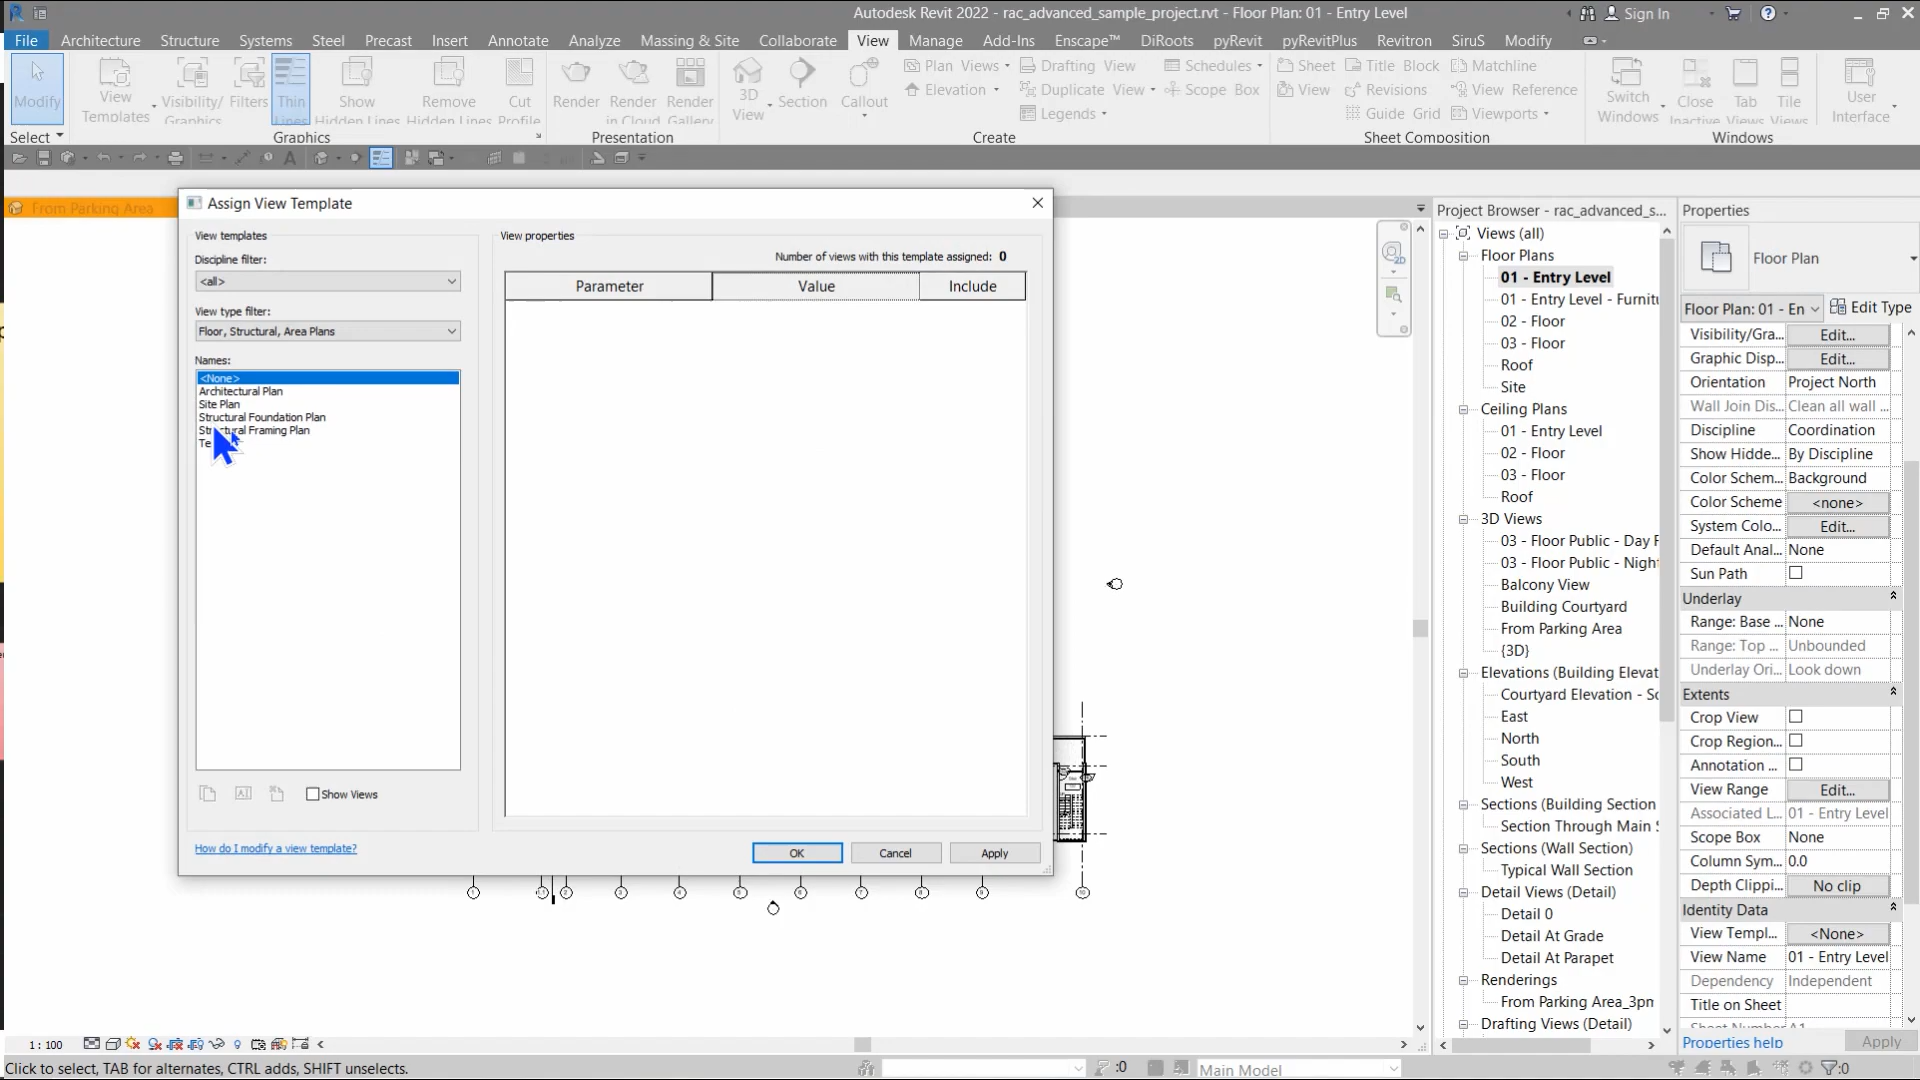 Autodesk Revit 2022 - rac_advanced_sample_project.rvt - Floor Plan: 01 - Entry Level
Sign In
File Architecture Structure Systems Steel Precast Insert Annotate Analyze Massing & Site Collaborate View Manage Add-Ins Enscape™ DiRoots pyRevit pyRevitPlus Revitron SiruS Modify
Modify
View Templates
Visibility/ Graphics
Filters
Thin Lines
Show Hidden Lines
Remove Hidden Lines
Cut Profile
Render
Render in Cloud
Render Gallery
3D View
Section
Callout
Plan Views
Elevation
Drafting View
Duplicate View
Legends
Schedules
Scope Box
Sheet
View
Title Block
Revisions
Guide Grid
Matchline
View Reference
Viewports
Switch Windows
Close Inactive
Tab Views
Tile Views
User Interface
Select
Graphics
Presentation
Create
Sheet Composition
Windows
From Parking Area
Assign View Template
View templates
Discipline filter:
<all>
View type filter:
Floor, Structural, Area Plans
Names:
<None>
Architectural Plan
Site Plan
Structural Foundation Plan
Structural Framing Plan
Show Views
How do I modify a view template?
View properties
Number of views with this template assigned: 0
Parameter Value Include
OK Cancel Apply
Project Browser - rac_advanced_s...
Views (all)
Floor Plans
01 - Entry Level
01 - Entry Level - Furnitu
02 - Floor
03 - Floor
Roof
Site
Ceiling Plans
01 - Entry Level
02 - Floor
03 - Floor
Roof
3D Views
03 - Floor Public - Day F
03 - Floor Public - Night
Balcony View
Building Courtyard
From Parking Area
{3D}
Elevations (Building Elevat
Courtyard Elevation - So
East
North
South
West
Sections (Building Section
Section Through Main S
Sections (Wall Section)
Typical Wall Section
Detail Views (Detail)
Detail 0
Detail At Grade
Detail At Parapet
Renderings
From Parking Area_3pm
Drafting Views (Detail)
Properties
Floor Plan
Floor Plan: 01 - En Edit Type
Visibility/Gra... Edit...
Graphic Disp... Edit...
Orientation Project North
Wall Join Dis... Clean all wall ...
Discipline Coordination
Show Hidde... By Discipline
Color Schem... Background
Color Scheme <none>
System Colo... Edit...
Default Anal... None
Sun Path
Underlay
Range: Base ... None
Range: Top ... Unbounded
Underlay Ori... Look down
Extents
Crop View
Crop Region...
Annotation ...
View Range Edit...
Associated L... 01 - Entry Level
Scope Box None
Column Sym... 0.0
Depth Clippi... No clip
Identity Data
View Templ... <None>
View Name 01 - Entry Level
Dependency Independent
Title on Sheet
Sheet Number A1
Properties help Apply
1 : 100
Click to select, TAB for alternates, CTRL adds, SHIFT unselects.
:0
Main Model
:0